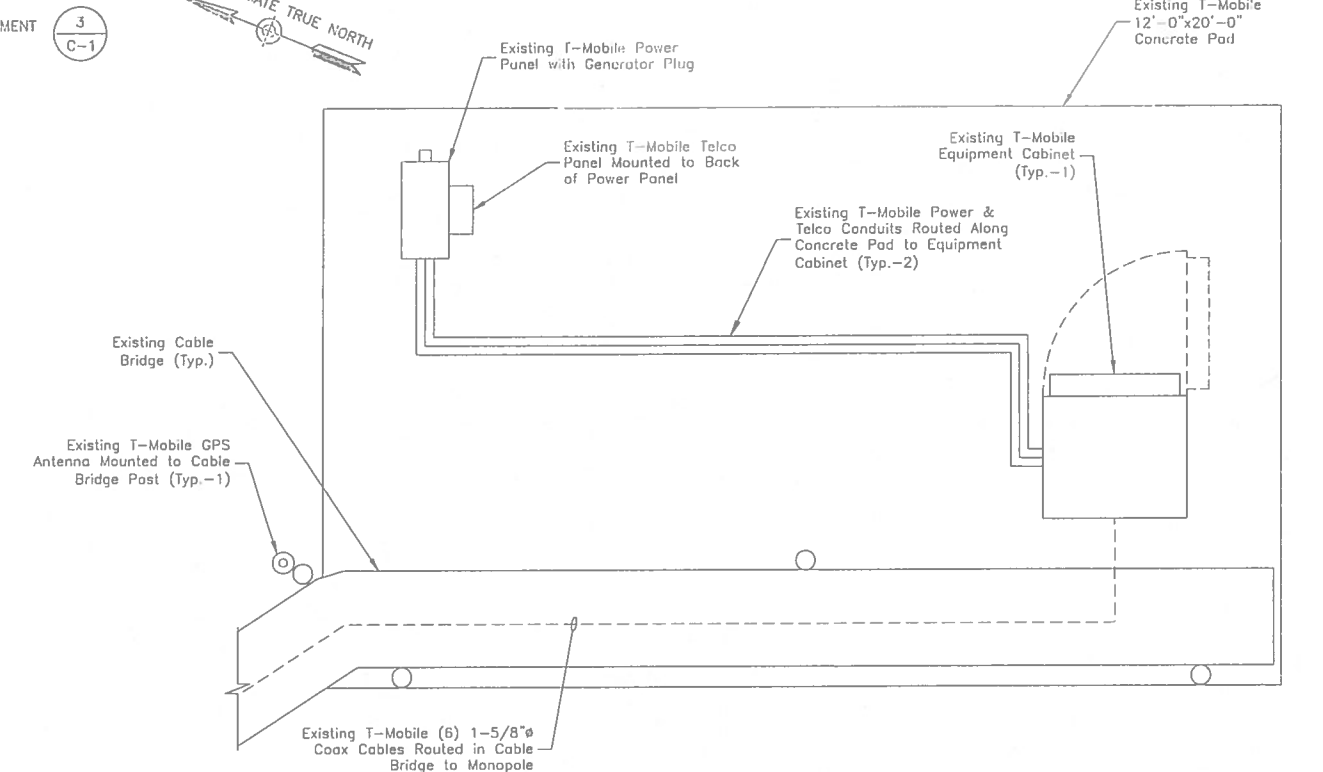 MENT
3
C-1
TRUE NORTH
Existing T-Mobile Power
Panel with Generator Plug
Existing T-Mobile
12'-0"x20'-0"
Concrete Pad
Existing T-Mobile Telco
Panel Mounted to Back
of Power Panel
Existing T-Mobile
Equipment Cabinet
(Typ.-1)
Existing T-Mobile Power &
Telco Conduits Routed Along
Concrete Pad to Equipment
Cabinet (Typ.-2)
Existing Cable
Bridge (Typ.)
Existing T-Mobile GPS
Antenna Mounted to Cable
Bridge Post (Typ.-1)
Existing T-Mobile (6) 1-5/8"ø
Coax Cables Routed in Cable
Bridge to Monopole